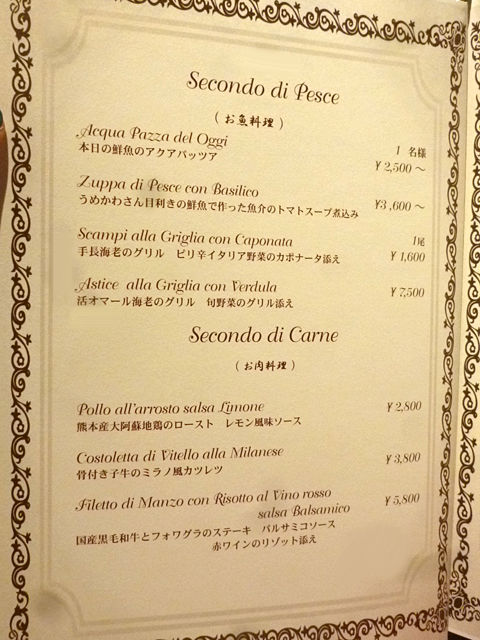 Secondo di Pesce
(お魚料理)
Acqua Pazza del Oggi
1 名様
本日の鮮魚のアクアパッツア
¥ 2,500 ～
Zuppa di Pesce con Basilico
¥3,600 ～
うめかわさん目利きの鮮魚で作った魚介のトマトスープ煮込み
Scampi alla Griglia con Caponata
1尾
手長海老のグリル ピリ辛イタリア野菜のカポナータ添え
¥ 1,600
Astice alla Griglia con Verdula
¥ 7,500
活オマール海老のグリル 旬野菜のグリル添え
Secondo di Carne
(お肉料理)
Pollo all'arrosto salsa Limone
¥ 2,800
熊本産大阿蘇地鶏のロースト レモン風味ソース
Costoletta di Vitello alla Milanese
¥ 3,800
骨付き子牛のミラノ風カツレツ
Filetto di Manzo con Risotto al Vino rosso
¥ 5,800
salsa Balsamico
国産黒毛和牛とフォワグラのステーキ バルサミコソース
赤ワインのリゾット添え